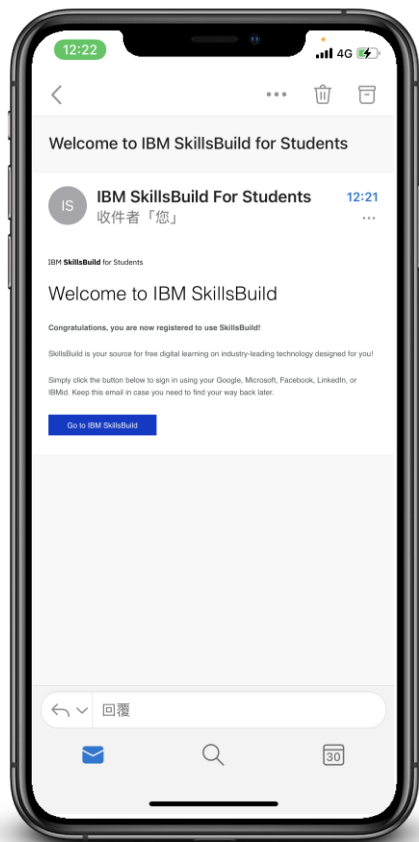 12:22
4G
Welcome to IBM SkillsBuild for Students
IS
IBM SkillsBuild For Students
12:21
收件者「您」
IBM SkillsBuild for Students
Welcome to IBM SkillsBuild
Congratulations, you are now registered to use SkillsBuild!
SkillsBuild is your source for free digital learning on industry-leading technology designed for you!
Simply click the button below to sign in using your Google, Microsoft, Facebook, LinkedIn, or
IBMid. Keep this email in case you need to find your way back later.
Go to IBM SkillsBuild
回覆
30